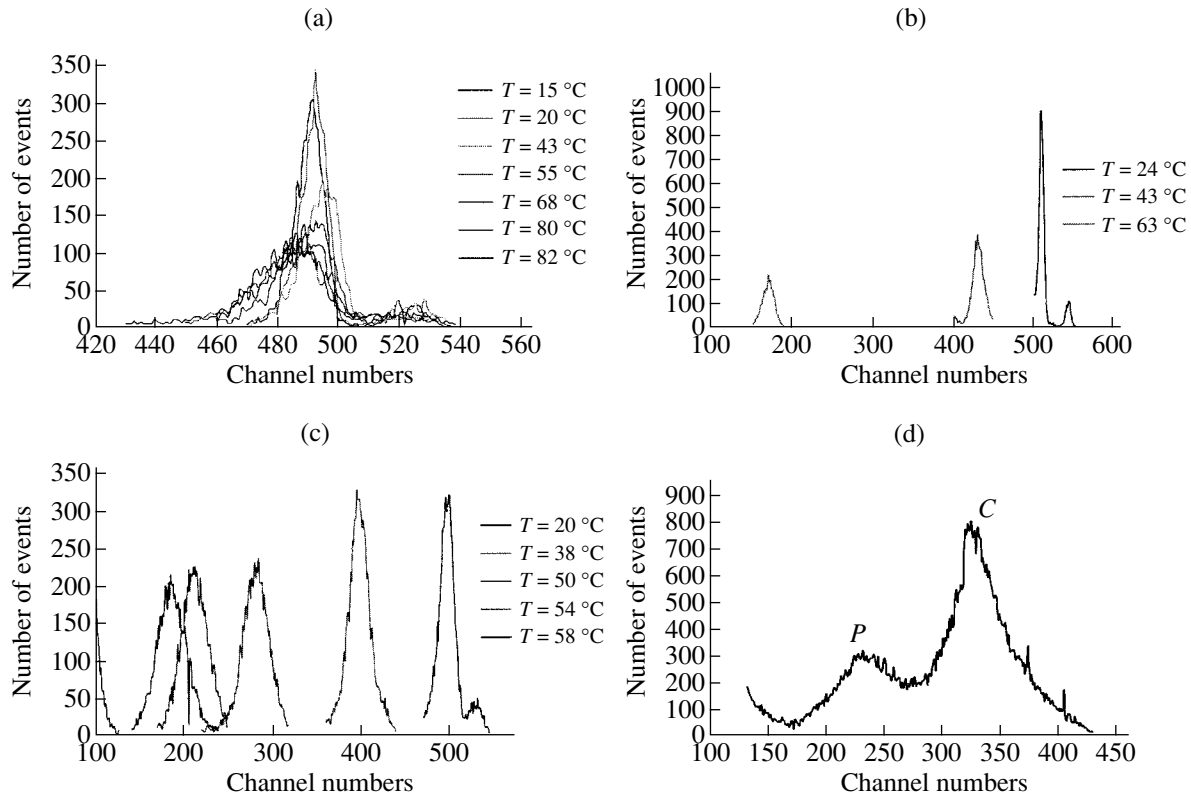 (a)
350
300
250
200
150
100
50
0
Number of events
420 440 460 480 500 520 540 560
Channel numbers
T = 15 °C
T = 20 °C
T = 43 °C
T = 55 °C
T = 68 °C
T = 80 °C
T = 82 °C
(b)
1000
900
800
700
600
500
400
300
200
100
0
Number of events
100 200 300 400 500 600
Channel numbers
T = 24 °C
T = 43 °C
T = 63 °C
(c)
350
300
250
200
150
100
50
0
Number of events
100 200 300 400 500
Channel numbers
T = 20 °C
T = 38 °C
T = 50 °C
T = 54 °C
T = 58 °C
(d)
900
800
700
600
500
400
300
200
100
0
Number of events
P
C
100 150 200 250 300 350 400 450
Channel numbers